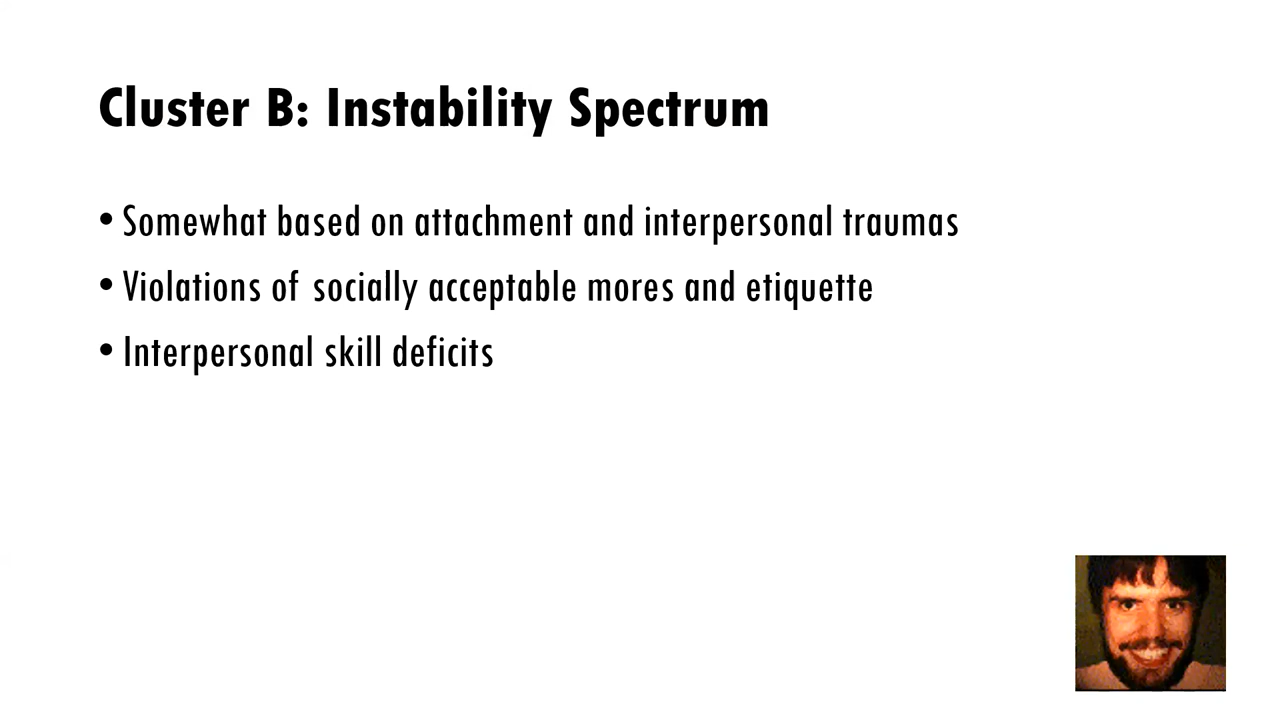 Cluster B: Instability Spectrum
• Somewhat based on attachment and interpersonal traumas
• Violations of socially acceptable mores and etiquette
• Interpersonal skill deficits